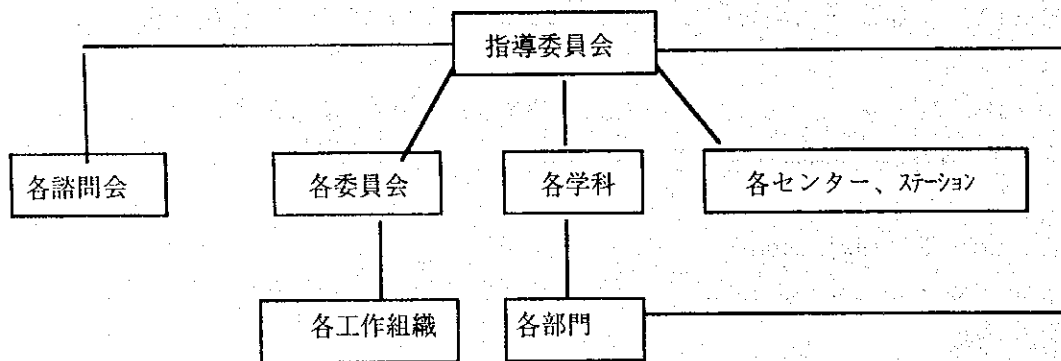 指導委員会
各諮問会
各委員会
各学科
各センター、ステーション
各工作組織
各部門